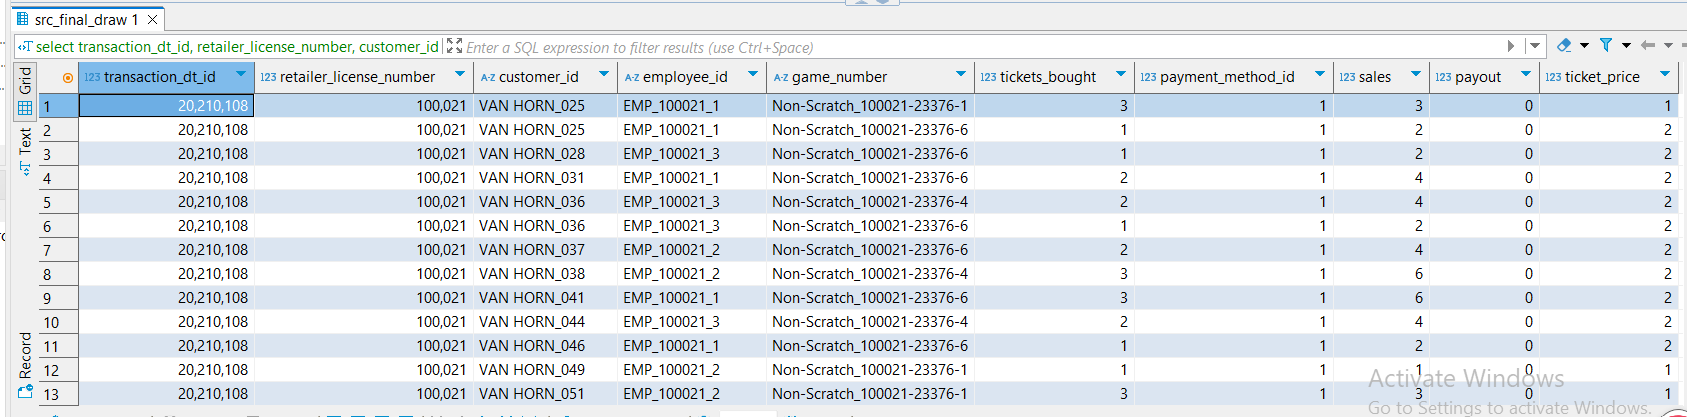 src_final_draw 1
select transaction_dt_id, retailer_license_number, customer_id Enter a SQL expression to filter results (use Ctrl+Space)
Grid
Text
Record
123 transaction_dt_id 123 retailer_license_number A-Z customer_id A-Z employee_id A-Z game_number 123 tickets_bought 123 payment_method_id 123 sales 123 payout 123 ticket_price
1 20,210,108 100,021 VAN HORN_025 EMP_100021_1 Non-Scratch_100021-23376-1 3 1 3 0 1
2 20,210,108 100,021 VAN HORN_025 EMP_100021_1 Non-Scratch_100021-23376-6 1 1 2 0 2
3 20,210,108 100,021 VAN HORN_028 EMP_100021_3 Non-Scratch_100021-23376-6 1 1 2 0 2
4 20,210,108 100,021 VAN HORN_031 EMP_100021_1 Non-Scratch_100021-23376-6 2 1 4 0 2
5 20,210,108 100,021 VAN HORN_036 EMP_100021_3 Non-Scratch_100021-23376-4 2 1 4 0 2
6 20,210,108 100,021 VAN HORN_036 EMP_100021_3 Non-Scratch_100021-23376-6 1 1 2 0 2
7 20,210,108 100,021 VAN HORN_037 EMP_100021_2 Non-Scratch_100021-23376-6 2 1 4 0 2
8 20,210,108 100,021 VAN HORN_038 EMP_100021_2 Non-Scratch_100021-23376-4 3 1 6 0 2
9 20,210,108 100,021 VAN HORN_041 EMP_100021_1 Non-Scratch_100021-23376-6 3 1 6 0 2
10 20,210,108 100,021 VAN HORN_044 EMP_100021_3 Non-Scratch_100021-23376-4 2 1 4 0 2
11 20,210,108 100,021 VAN HORN_046 EMP_100021_1 Non-Scratch_100021-23376-6 1 1 2 0 2
12 20,210,108 100,021 VAN HORN_049 EMP_100021_2 Non-Scratch_100021-23376-1 1 1 1 0 1
13 20,210,108 100,021 VAN HORN_051 EMP_100021_2 Non-Scratch_100021-23376-1 3 1 3 0 1
Activate Windows
Go to Settings to activate Windows.